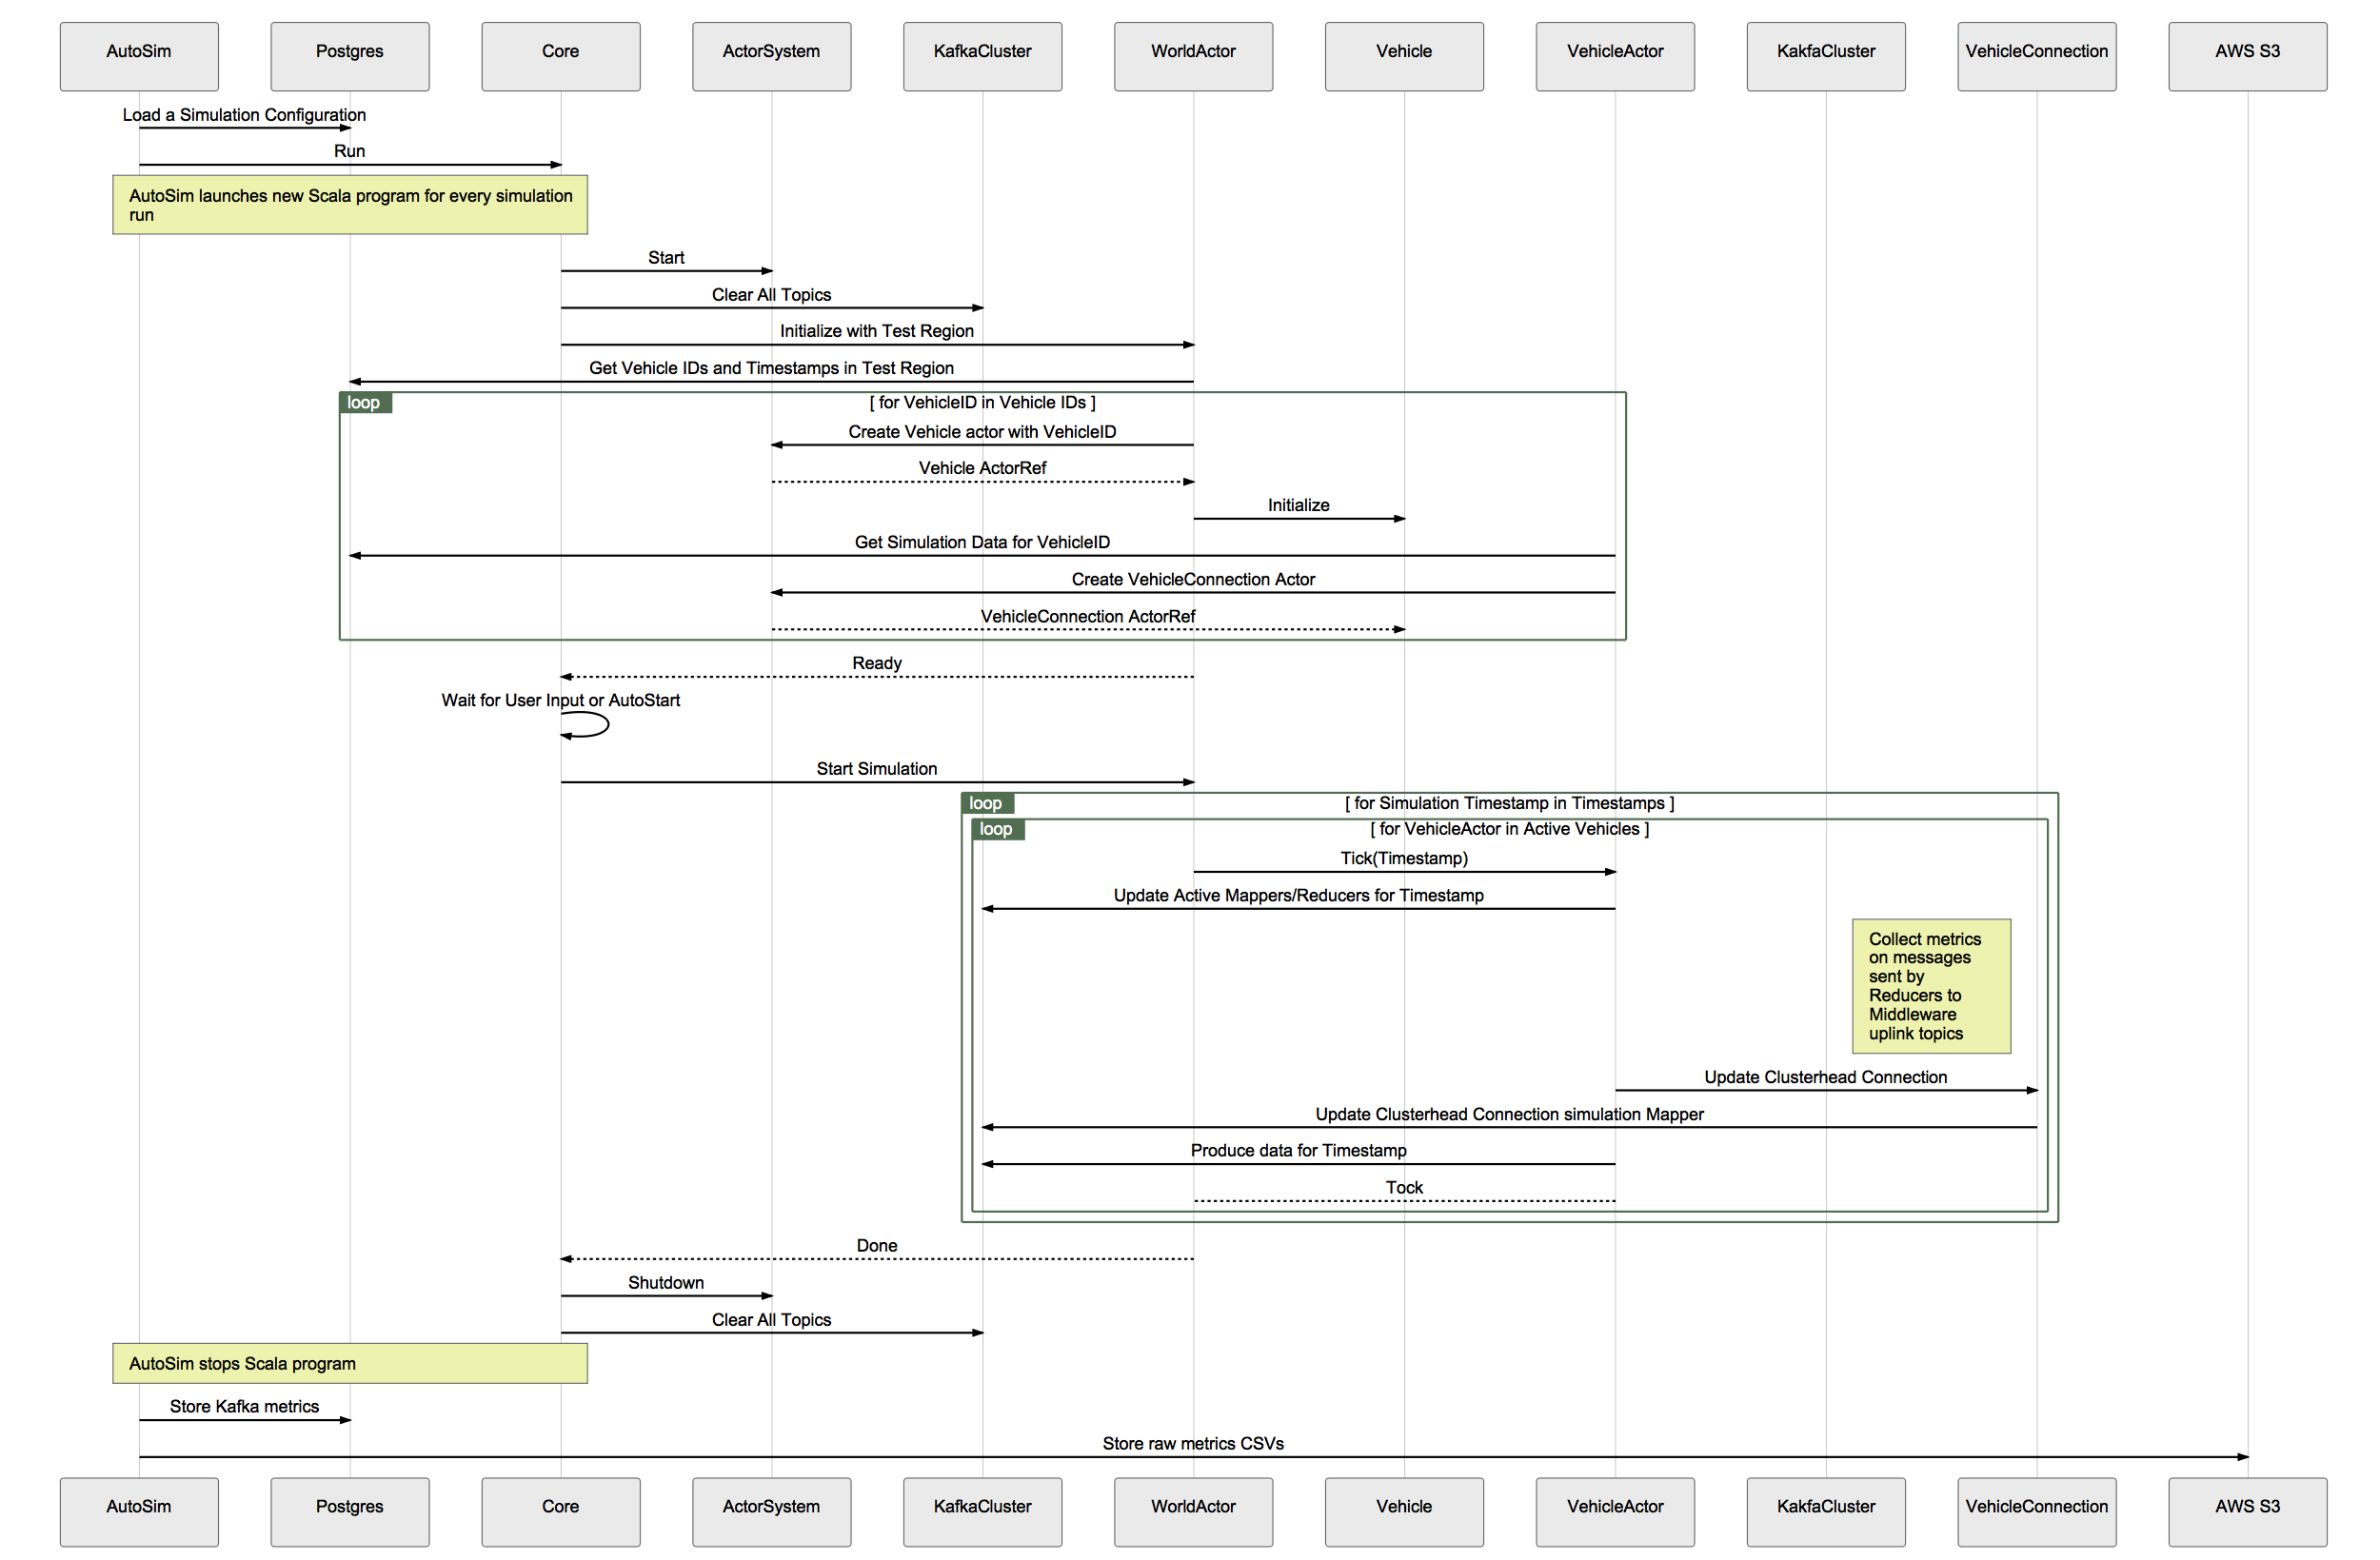 AutoSim
Postgres
Core
ActorSystem
KafkaCluster
WorldActor
Vehicle
VehicleActor
KakfaCluster
VehicleConnection
AWS S3
Load a Simulation Configuration
Run
AutoSim launches new Scala program for every simulation
run
Start
Clear All Topics
Initialize with Test Region
Get Vehicle IDs and Timestamps in Test Region
loop
[ for VehicleID in Vehicle IDs ]
Create Vehicle actor with VehicleID
Vehicle ActorRef
Initialize
Get Simulation Data for VehicleID
Create VehicleConnection Actor
VehicleConnection ActorRef
Ready
Wait for User Input or AutoStart
Start Simulation
loop
[ for Simulation Timestamp in Timestamps ]
loop
[ for VehicleActor in Active Vehicles ]
Tick(Timestamp)
Update Active Mappers/Reducers for Timestamp
Collect metrics
on messages
sent by
Reducers to
Middleware
uplink topics
Update Clusterhead Connection
Update Clusterhead Connection simulation Mapper
Produce data for Timestamp
Tock
Done
Shutdown
Clear All Topics
AutoSim stops Scala program
Store Kafka metrics
Store raw metrics CSVs
AutoSim
Postgres
Core
ActorSystem
KafkaCluster
WorldActor
Vehicle
VehicleActor
KakfaCluster
VehicleConnection
AWS S3